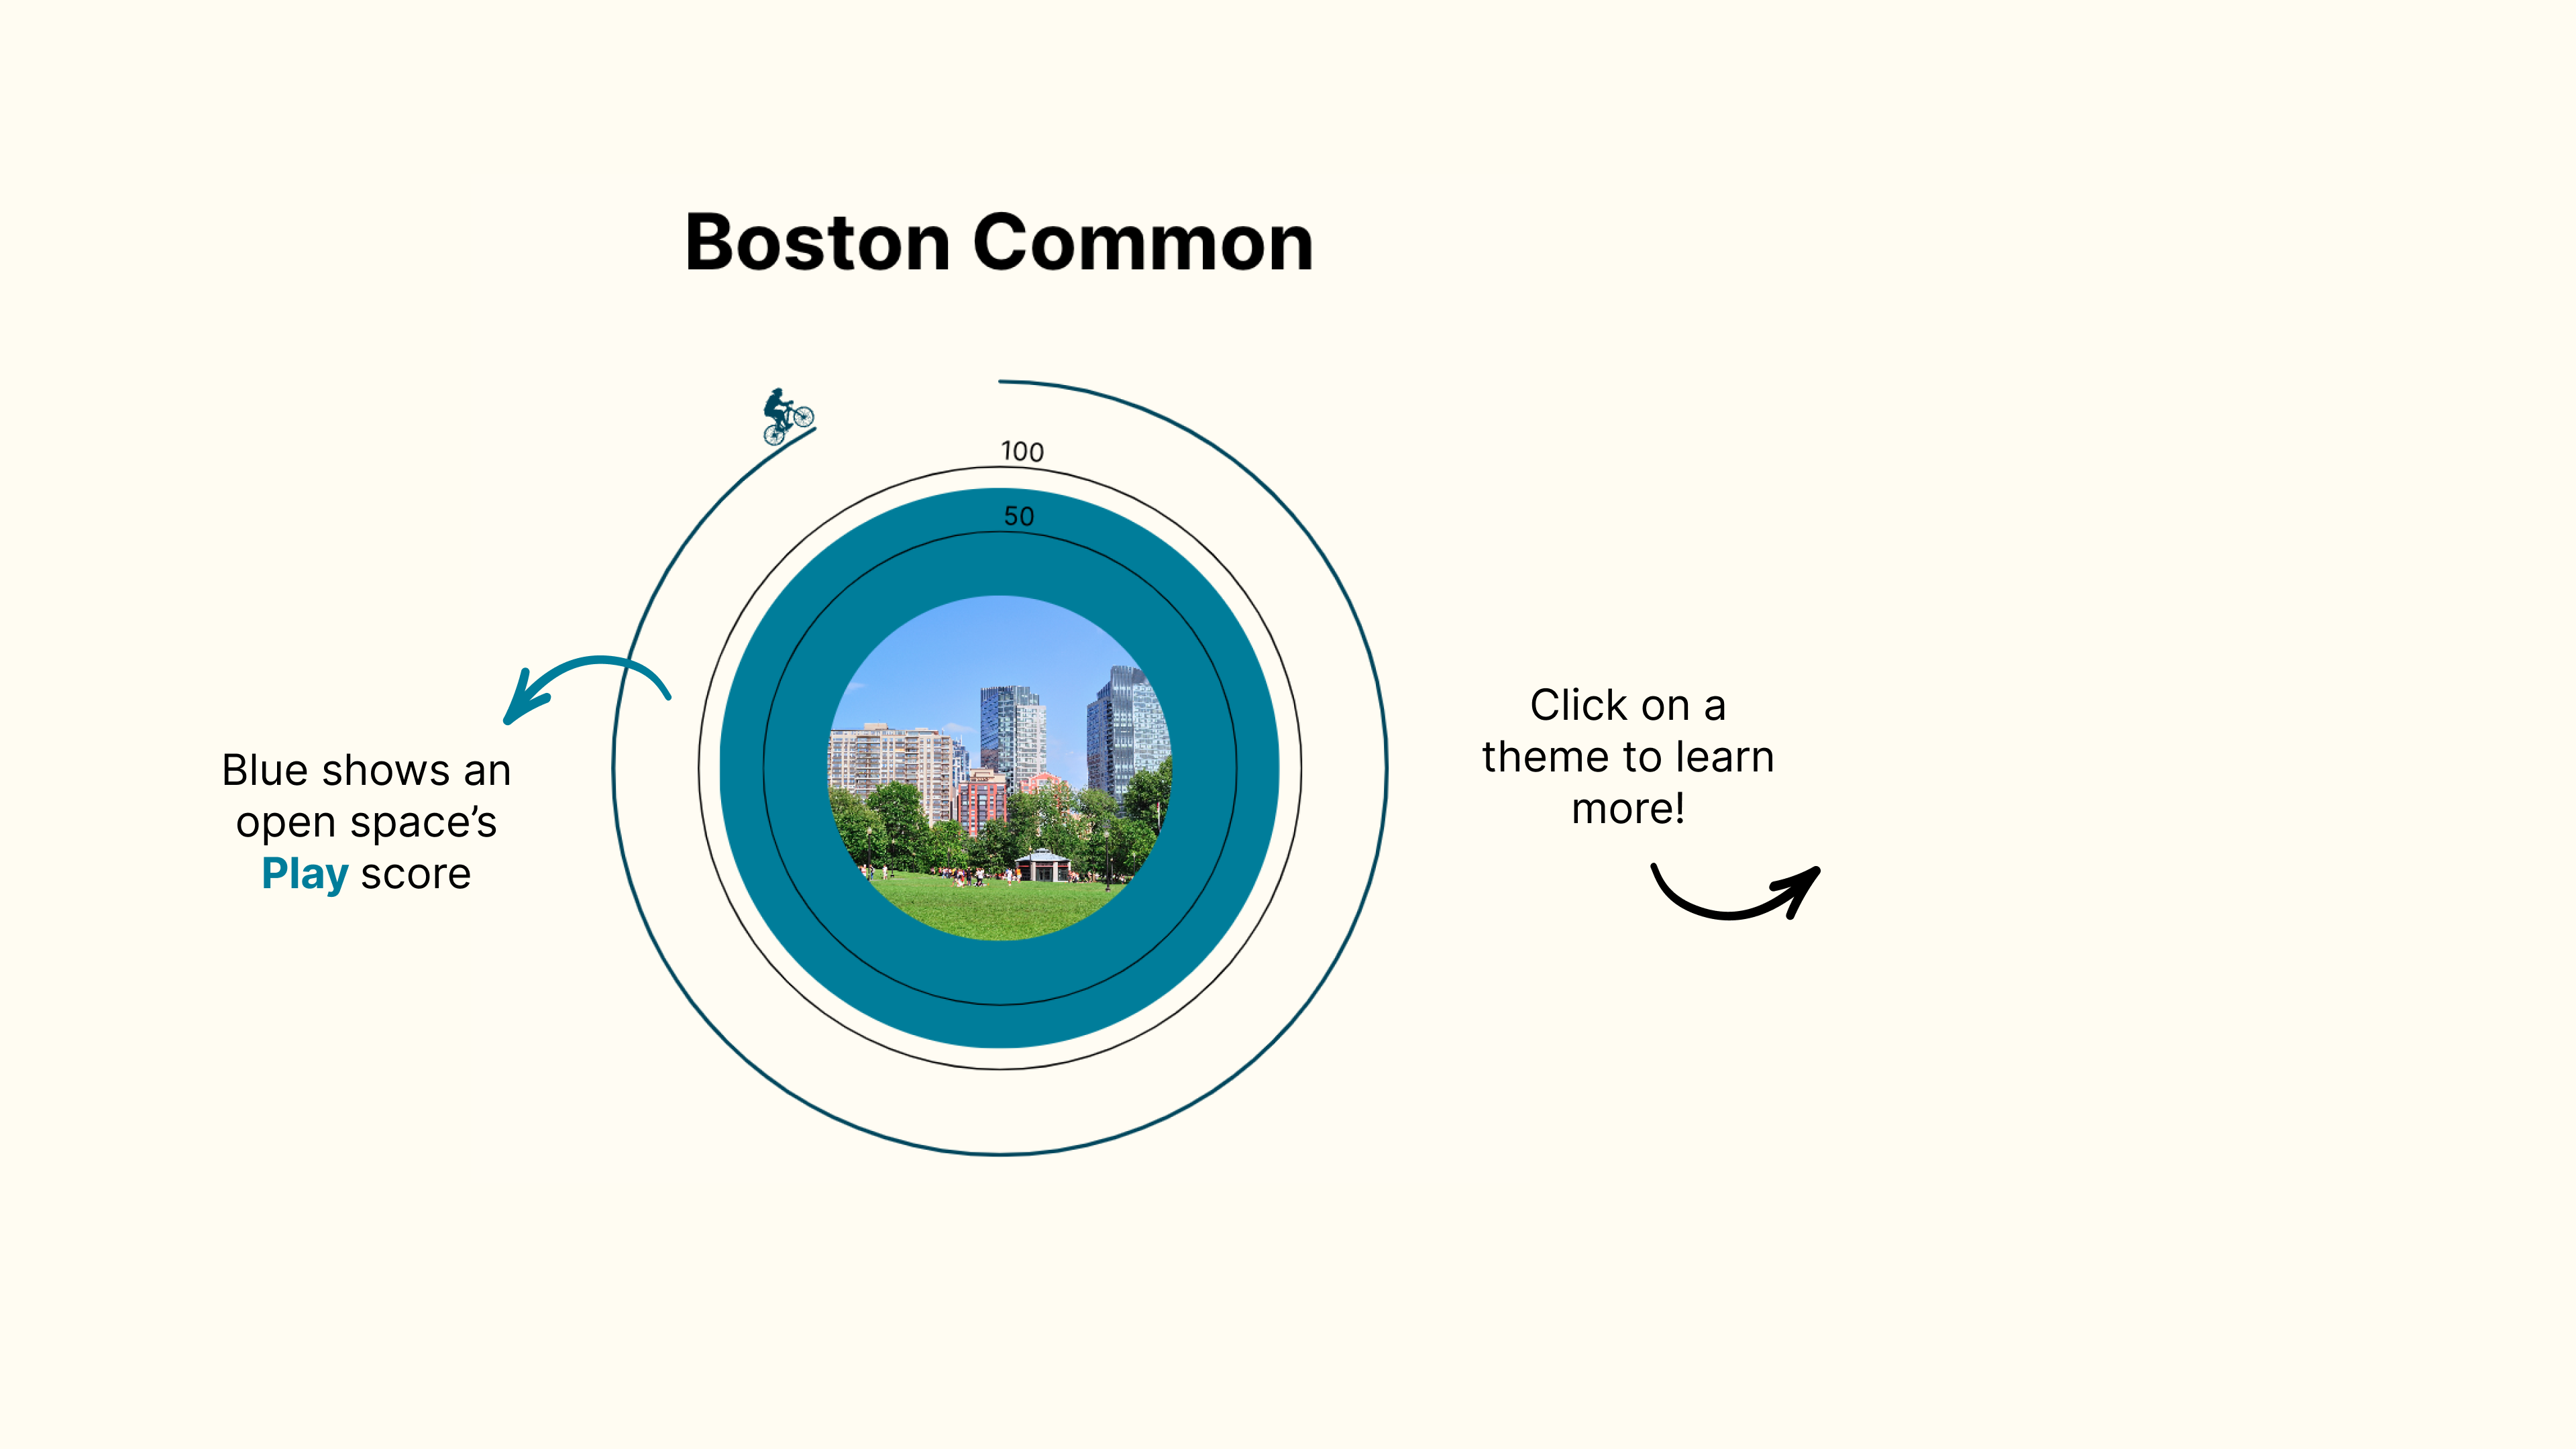 Boston Common
100
50
Blue shows an
open space’s
Play score
Click on a
theme to learn
more!